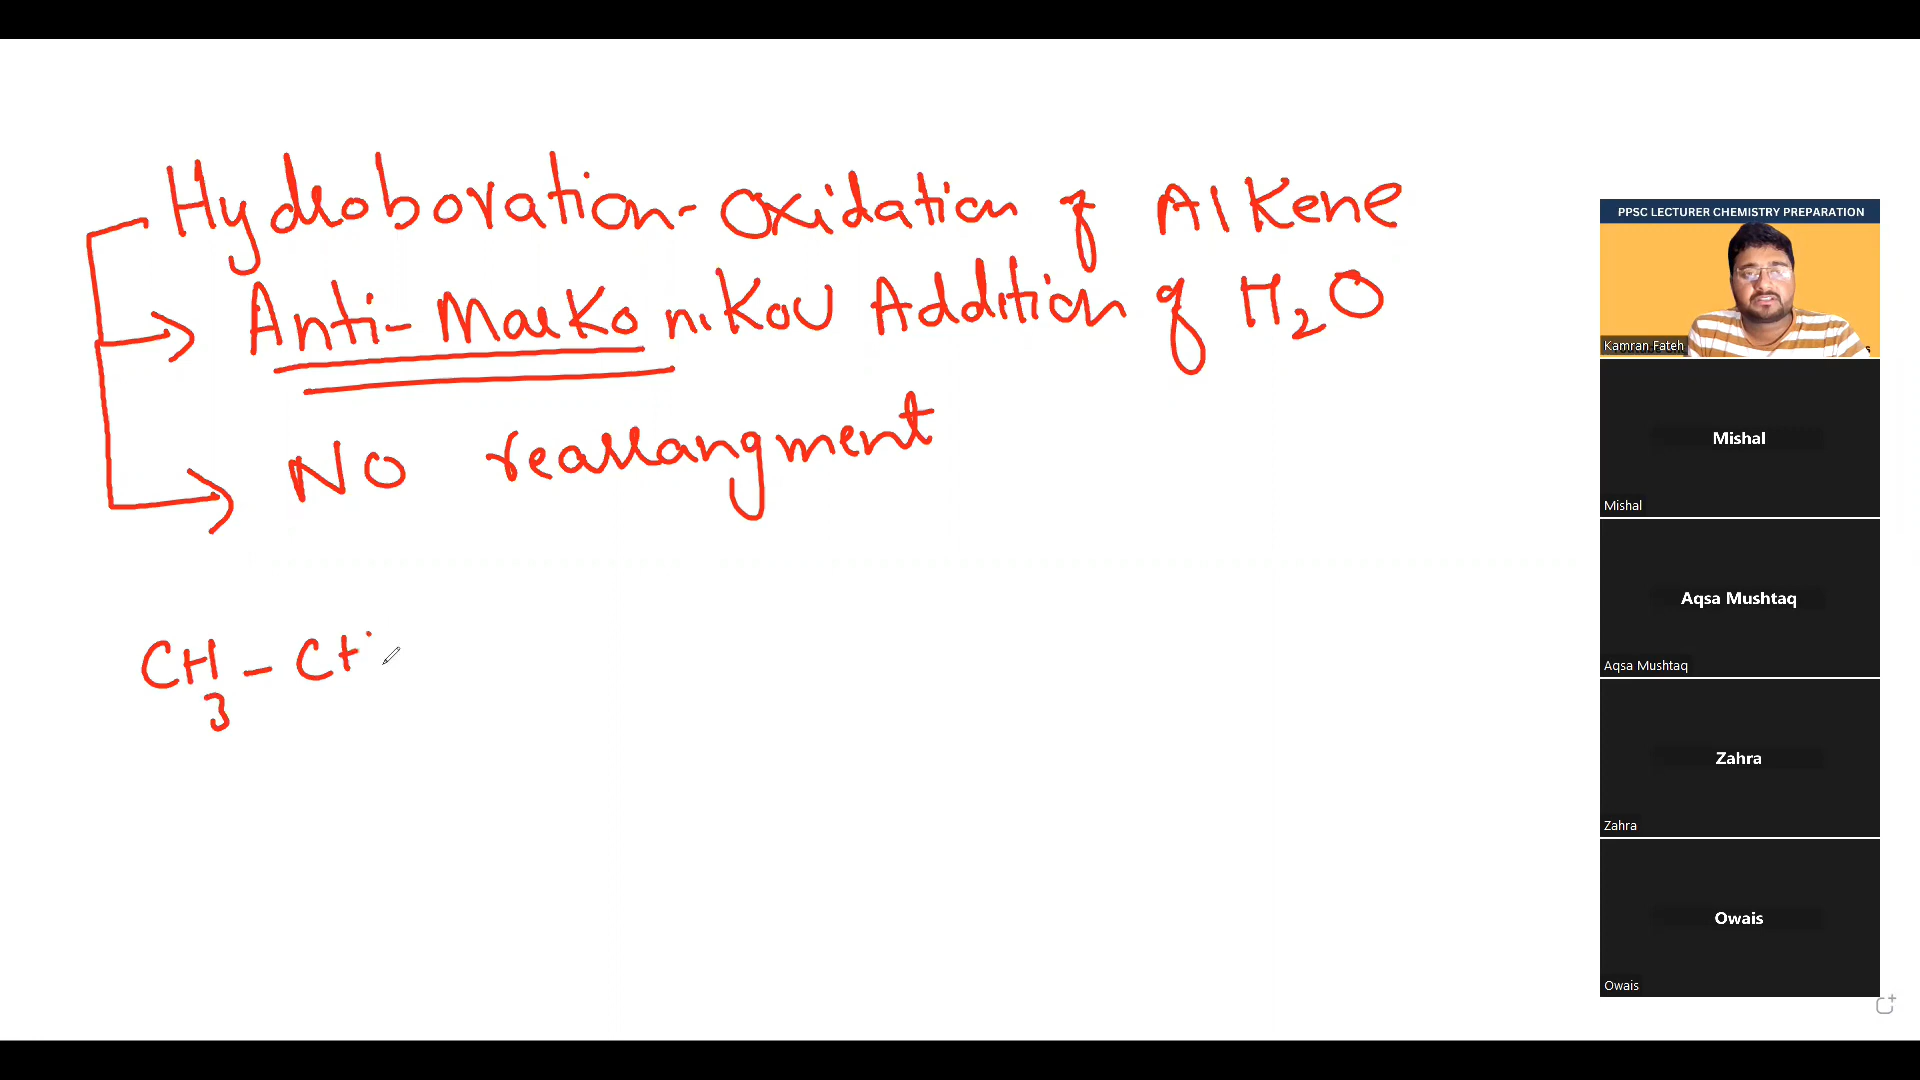 Hydroboration-Oxidation of Alkene
Anti-Markonikov Addition of H2O
NO rearrangment
CH3 - CH
PPSC LECTURER CHEMISTRY PREPARATION
Kamran Fateh
Mishal
Mishal
Aqsa Mushtaq
Aqsa Mushtaq
Zahra
Zahra
Owais
Owais